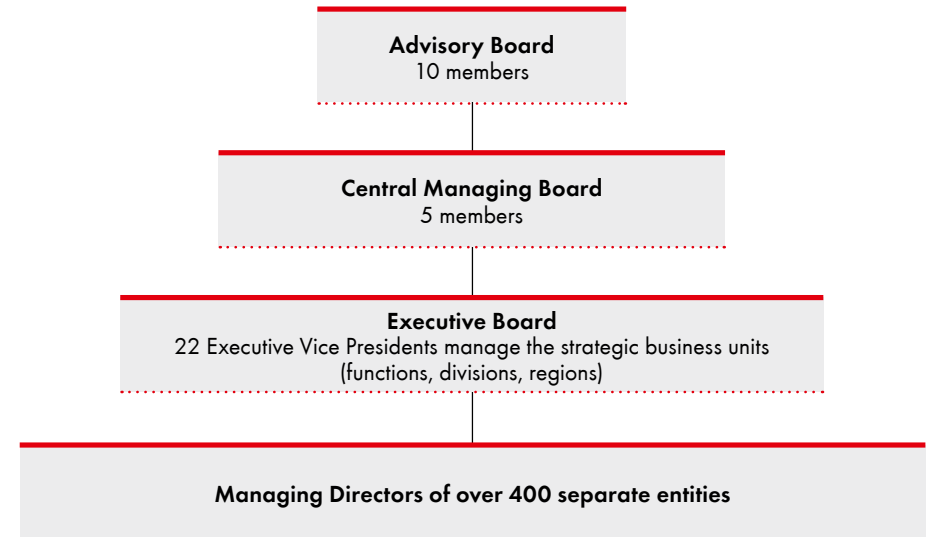 Advisory Board
10 members
Central Managing Board
5 members
Executive Board
22 Executive Vice Presidents manage the strategic business units
(functions, divisions, regions)
Managing Directors of over 400 separate entities